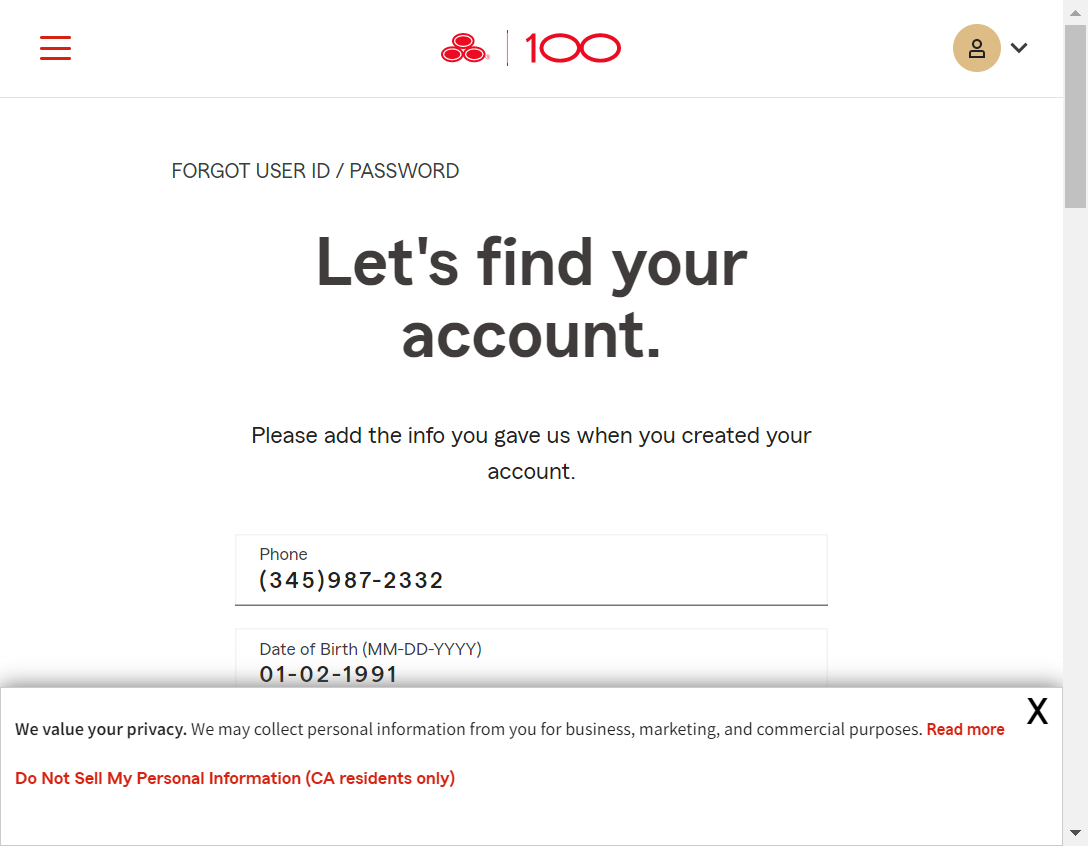 100
FORGOT USER ID / PASSWORD
Let's find your
account.
Please add the info you gave us when you created your
account.
Phone
(345)987-2332
Date of Birth (MM-DD-YYYY)
01-02-1991
X
We value your privacy. We may collect personal information from you for business, marketing, and commercial purposes. Read more
Do Not Sell My Personal Information (CA residents only)